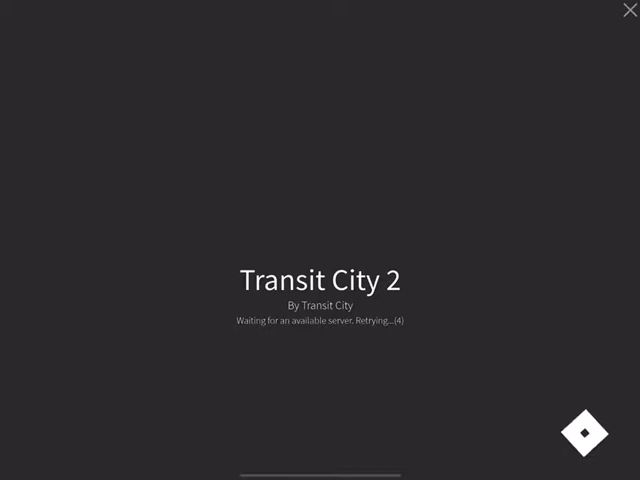 Transit City 2
By Transit City
Waiting for an available server. Retrying...(4)